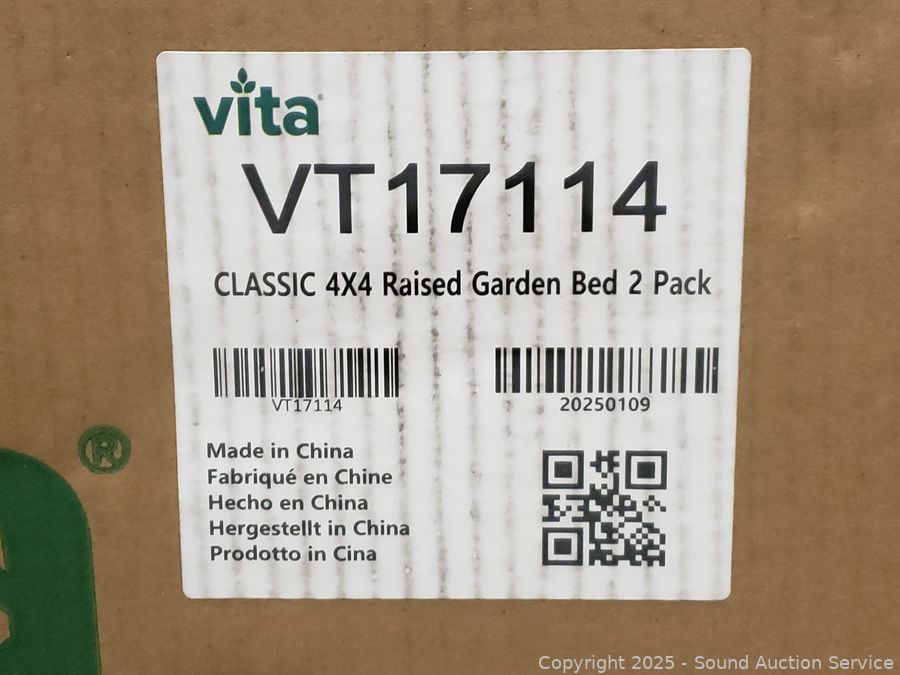 vita®
VT17114
CLASSIC 4X4 Raised Garden Bed 2 Pack
VT17114
20250109
Made in China
Fabriqué en Chine
Hecho en China
Hergestellt in China
Prodotto in Cina
®
Copyright 2025 - Sound Auction Service